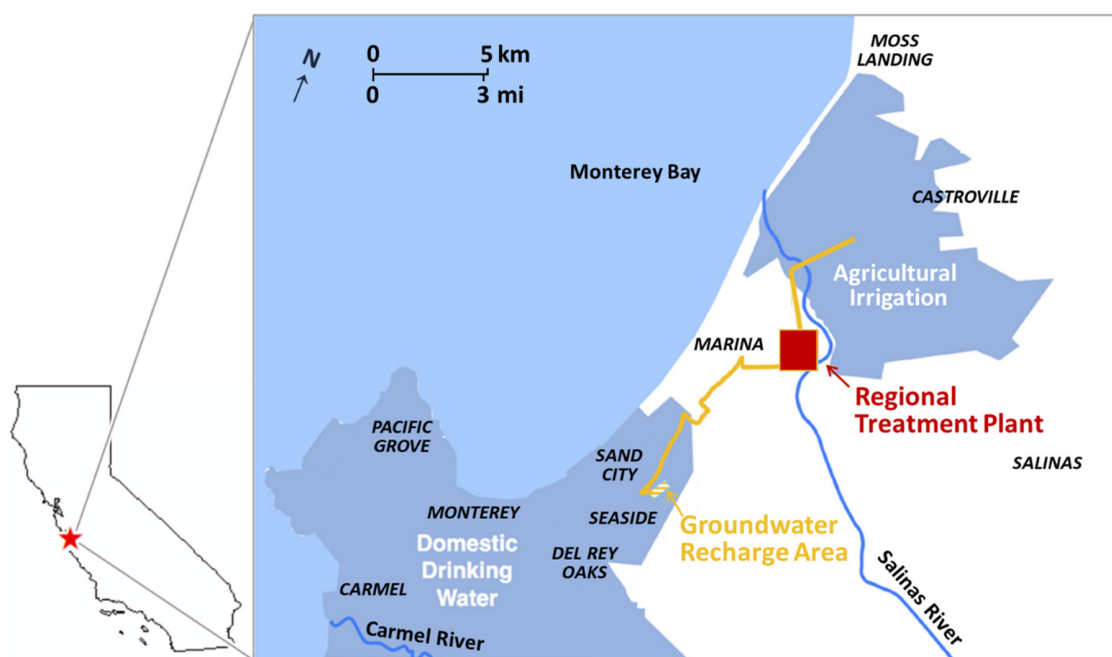 N
0 5 km
0 3 mi
MOSS
LANDING
Monterey Bay
CASTROVILLE
Agricultural
Irrigation
MARINA
Regional
Treatment Plant
PACIFIC
GROVE
SAND
CITY
SALINAS
MONTEREY
SEASIDE
Groundwater
Recharge Area
Domestic
Drinking
Water
DEL REY
OAKS
CARMEL
Carmel River
Salinas River